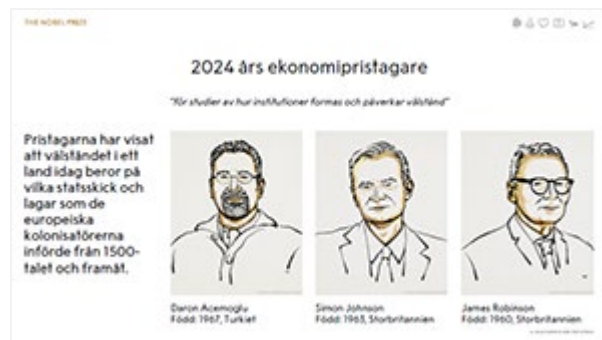 THE NOBEL PRIZE
2024 års ekonomipristagare
"för studier av hur institutioner formas och påverkar välstånd"
Pristagarna har visat
att välståndet i ett
land idag beror på
vilka statsskick och
lagar som de
europeiska
kolonisatörerna
införde från 1500-
talet och framåt.
Daron Acemoglu
Född: 1967, Turkiet
Simon Johnson
Född: 1963, Storbritannien
James Robinson
Född: 1960, Storbritannien